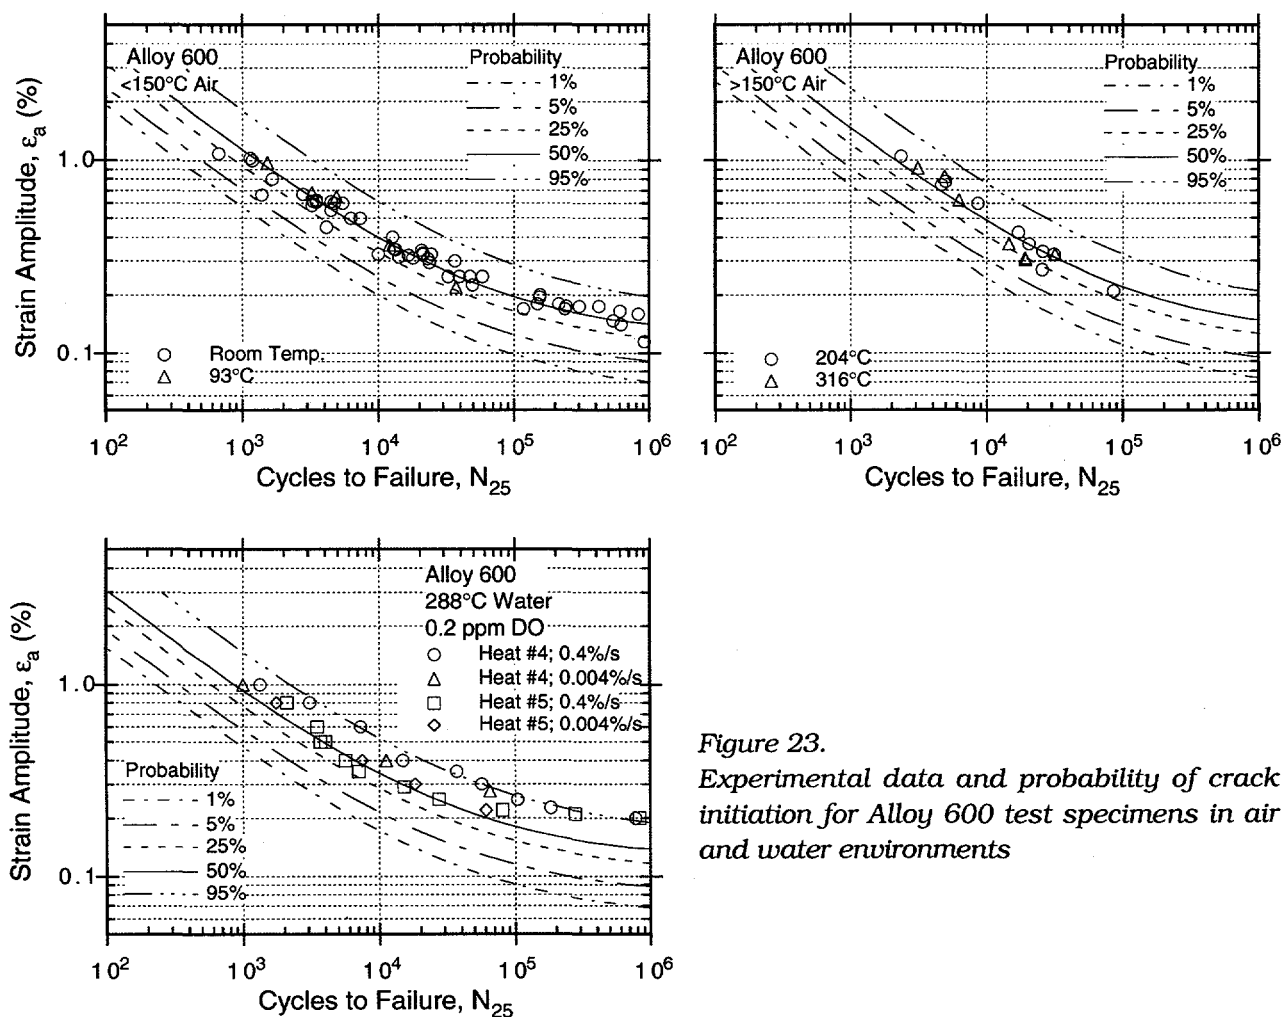 Alloy 600
<150°C Air
Probability
1%
5%
25%
50%
95%
Room Temp.
93°C
Strain Amplitude, εa (%)
1.0
0.1
10² 10³ 10⁴ 10⁵ 10⁶
Cycles to Failure, N₂₅
Alloy 600
>150°C Air
Probability
1%
5%
25%
50%
95%
204°C
316°C
10² 10³ 10⁴ 10⁵ 10⁶
Cycles to Failure, N₂₅
Alloy 600
288°C Water
0.2 ppm DO
Heat #4; 0.4%/s
Heat #4; 0.004%/s
Heat #5; 0.4%/s
Heat #5; 0.004%/s
Probability
1%
5%
25%
50%
95%
Strain Amplitude, εa (%)
1.0
0.1
10² 10³ 10⁴ 10⁵ 10⁶
Cycles to Failure, N₂₅
Figure 23.
Experimental data and probability of crack
initiation for Alloy 600 test specimens in air
and water environments